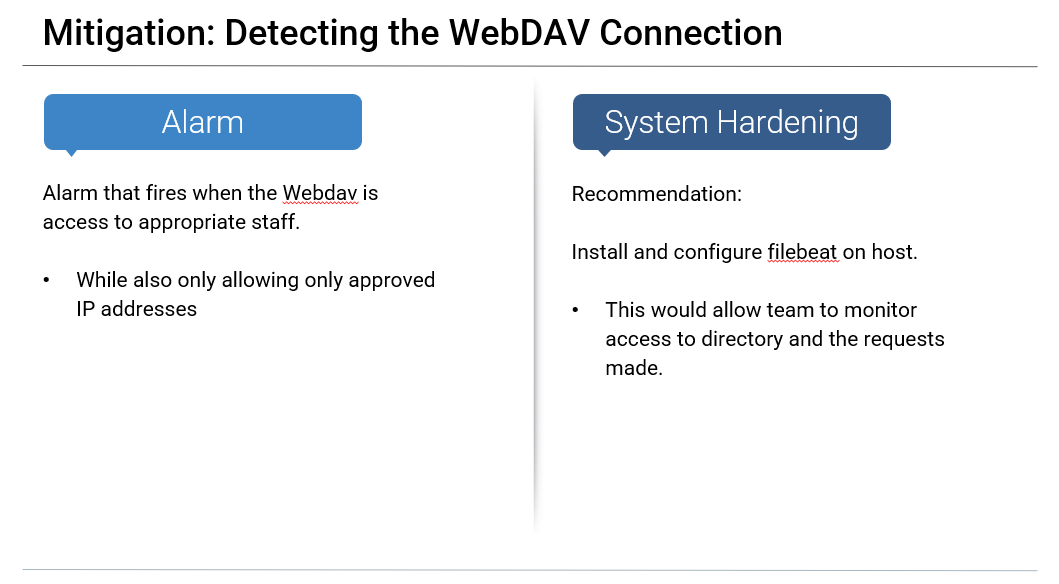 Mitigation: Detecting the WebDAV Connection
Alarm
Alarm that fires when the Webdav is
access to appropriate staff.
• While also only allowing only approved
IP addresses
System Hardening
Recommendation:
Install and configure filebeat on host.
• This would allow team to monitor
access to directory and the requests
made.